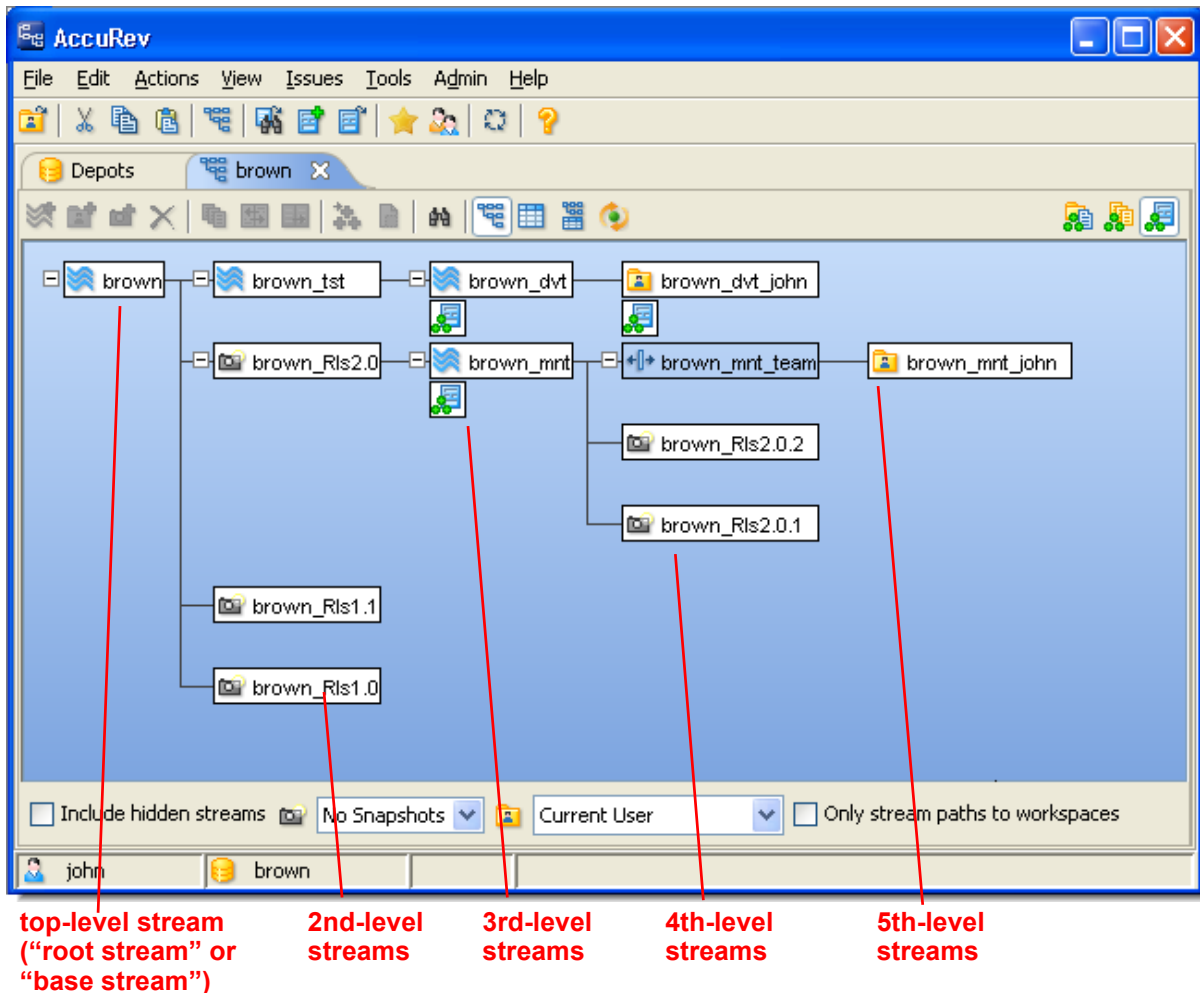 AccuRev
File Edit Actions View Issues Tools Admin Help
Depots brown
brown brown_tst brown_dvt brown_dvt_john
brown_Rls2.0 brown_mnt brown_mnt_team brown_mnt_john
brown_Rls2.0.2
brown_Rls2.0.1
brown_Rls1.1
brown_Rls1.0
Include hidden streams No Snapshots Current User Only stream paths to workspaces
john brown
top-level stream 2nd-level 3rd-level 4th-level 5th-level
(“root stream” or streams streams streams streams
“base stream”)